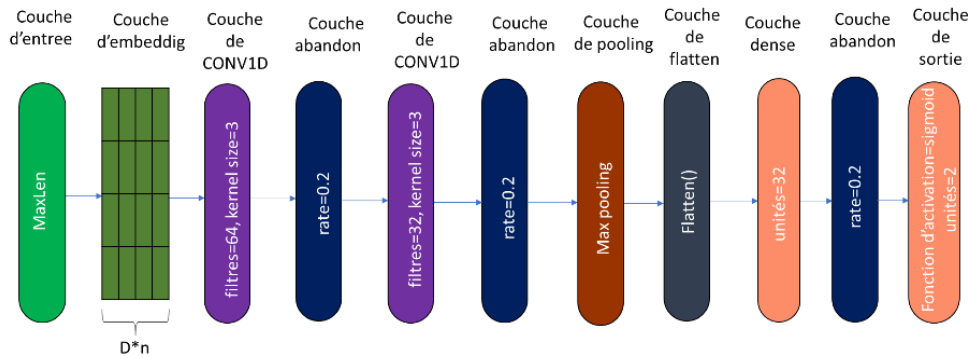 Couche
d'entree
Couche
d'embeddig
Couche
de
CONV1D
Couche
abandon
Couche
de
CONV1D
Couche
abandon
Couche
de pooling
Couche
de
flatten
Couche
dense
Couche
abandon
Couche
de
sortie
MaxLen
filtres=64, kernel size=3
rate=0.2
filtres=32, kernel size=3
rate=0.2
Max pooling
Flatten()
unités=32
rate=0.2
Fonction d'activation=sigmoid
unités=2
D*n